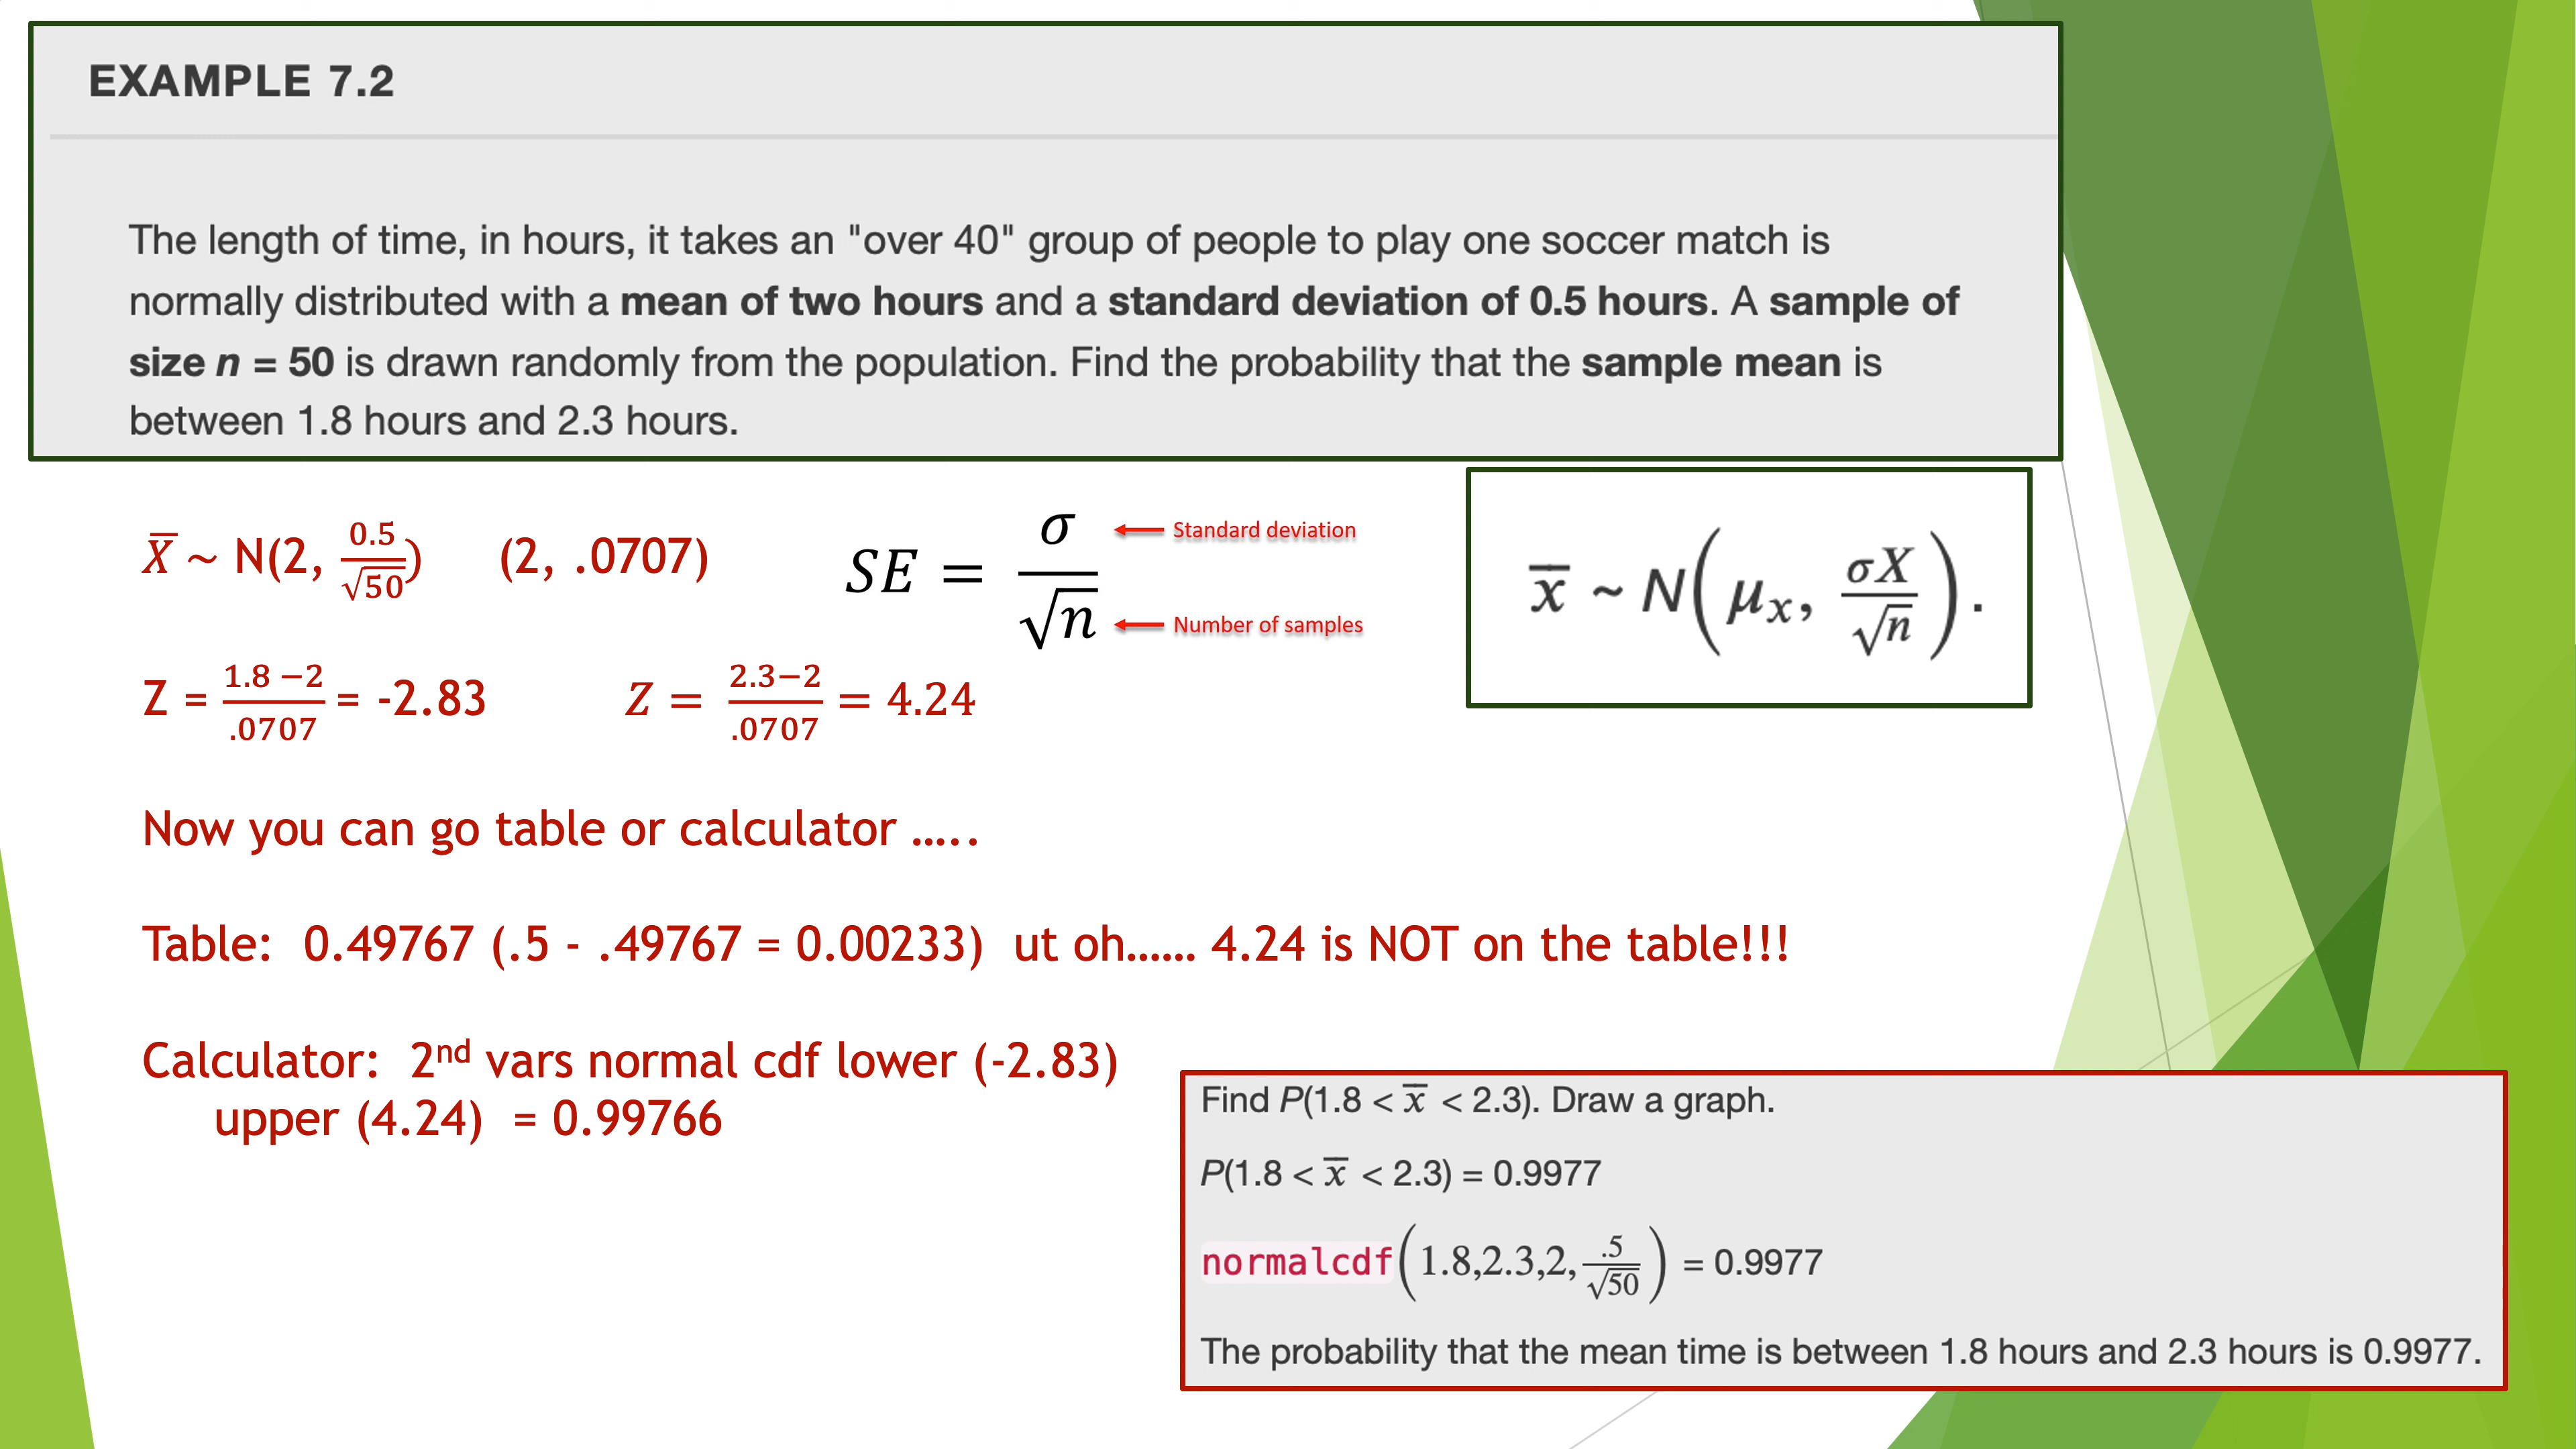 EXAMPLE 7.2
The length of time, in hours, it takes an "over 40" group of people to play one soccer match is
normally distributed with a mean of two hours and a standard deviation of 0.5 hours. A sample of
size n = 50 is drawn randomly from the population. Find the probability that the sample mean is
between 1.8 hours and 2.3 hours.
X̅ ~ N(2, 0.5/√50) (2, .0707)
SE = σ/√n
Standard deviation
Number of samples
x̅ ~ N(μₓ, σX/√n).
Z = 1.8 −2/.0707 = -2.83 Z = 2.3−2/.0707 = 4.24
Now you can go table or calculator …..
Table: 0.49767 (.5 - .49767 = 0.00233) ut oh…… 4.24 is NOT on the table!!!
Calculator: 2nd vars normal cdf lower (-2.83)
upper (4.24) = 0.99766
Find P(1.8 < x̅ < 2.3). Draw a graph.
P(1.8 < x̅ < 2.3) = 0.9977
normalcdf(1.8,2.3,2,.5/√50) = 0.9977
The probability that the mean time is between 1.8 hours and 2.3 hours is 0.9977.